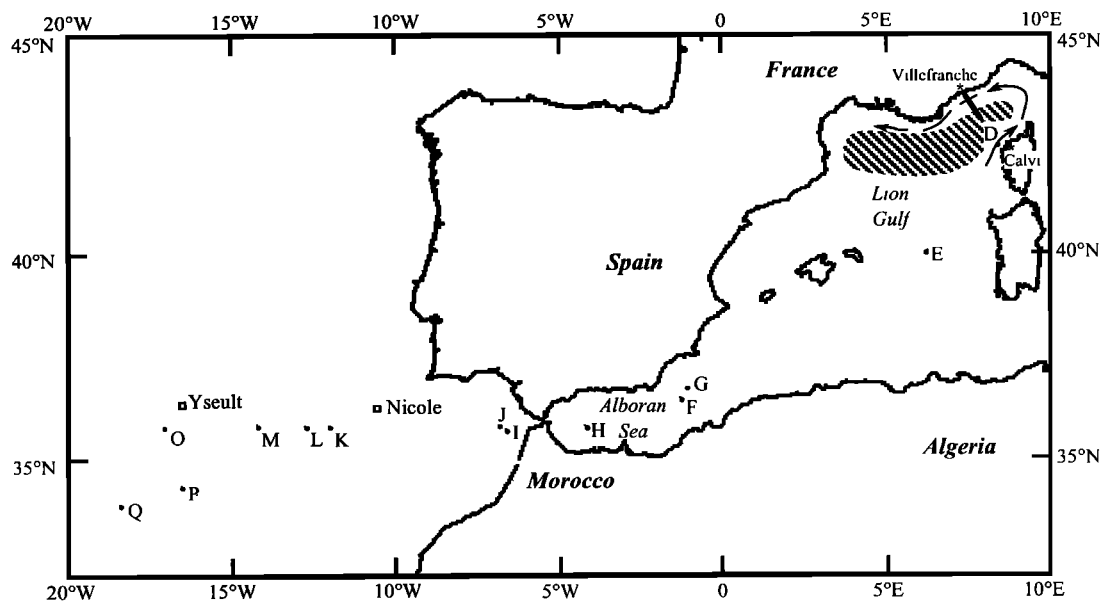 20°W 15°W 10°W 5°W 0 5°E 10°E
45°N 45°N
France
Villefranche
D
Calvi
Lion
Gulf
40°N 40°N
Spain
E
G
Yseult
Nicole
Alboran
Sea
F
O M L K J I H
35°N 35°N
Algeria
Morocco
P
Q
20°W 15°W 10°W 5°W 0 5°E 10°E